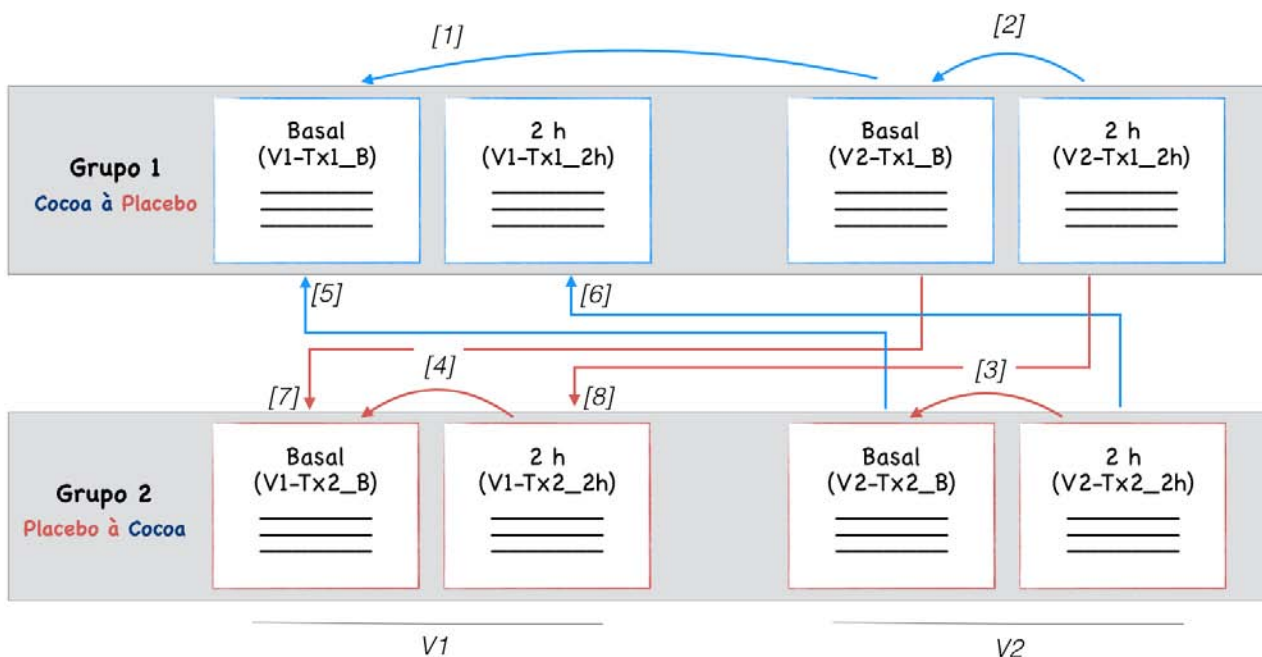 [1]
[2]
Grupo 1
Cocoa à Placebo
Basal
(V1-Tx1_B)
2 h
(V1-Tx1_2h)
Basal
(V2-Tx1_B)
2 h
(V2-Tx1_2h)
[5]
[6]
[7]
[4]
[8]
[3]
Grupo 2
Placebo à Cocoa
Basal
(V1-Tx2_B)
2 h
(V1-Tx2_2h)
Basal
(V2-Tx2_B)
2 h
(V2-Tx2_2h)
V1
V2